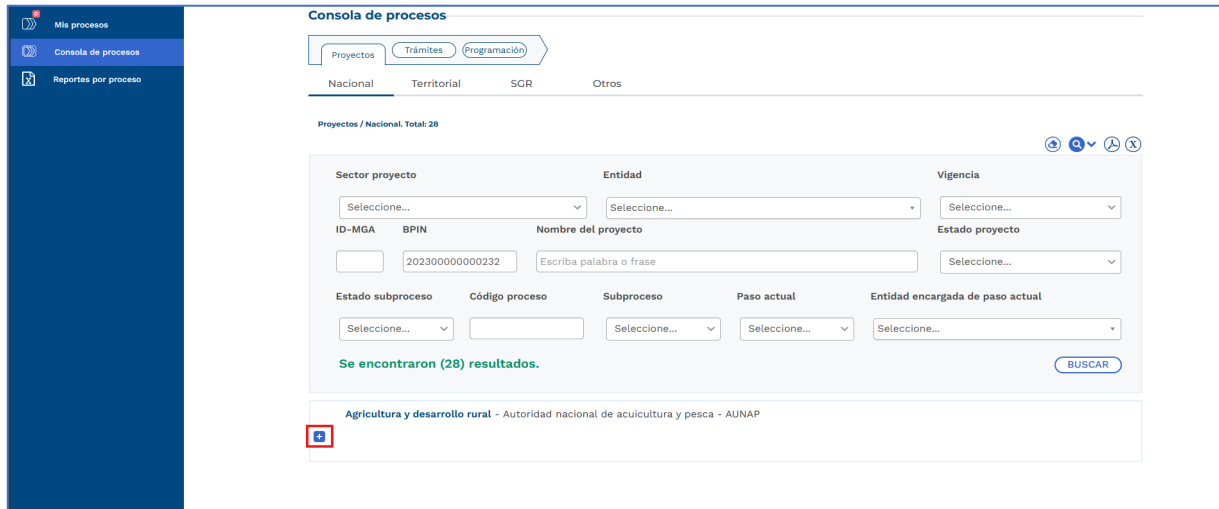 0
Mis procesos
Consola de procesos
Reportes por proceso
Consola de procesos
Proyectos Trámites Programación
Nacional Territorial SGR Otros
Proyectos / Nacional. Total: 28
Sector proyecto Entidad Vigencia
Seleccione... Seleccione... Seleccione...
ID-MGA BPIN Nombre del proyecto Estado proyecto
202300000000232 Escriba palabra o frase Seleccione...
Estado subproceso Código proceso Subproceso Paso actual Entidad encargada de paso actual
Seleccione... Seleccione... Seleccione... Seleccione...
Se encontraron (28) resultados. BUSCAR
Agricultura y desarrollo rural - Autoridad nacional de acuicultura y pesca - AUNAP